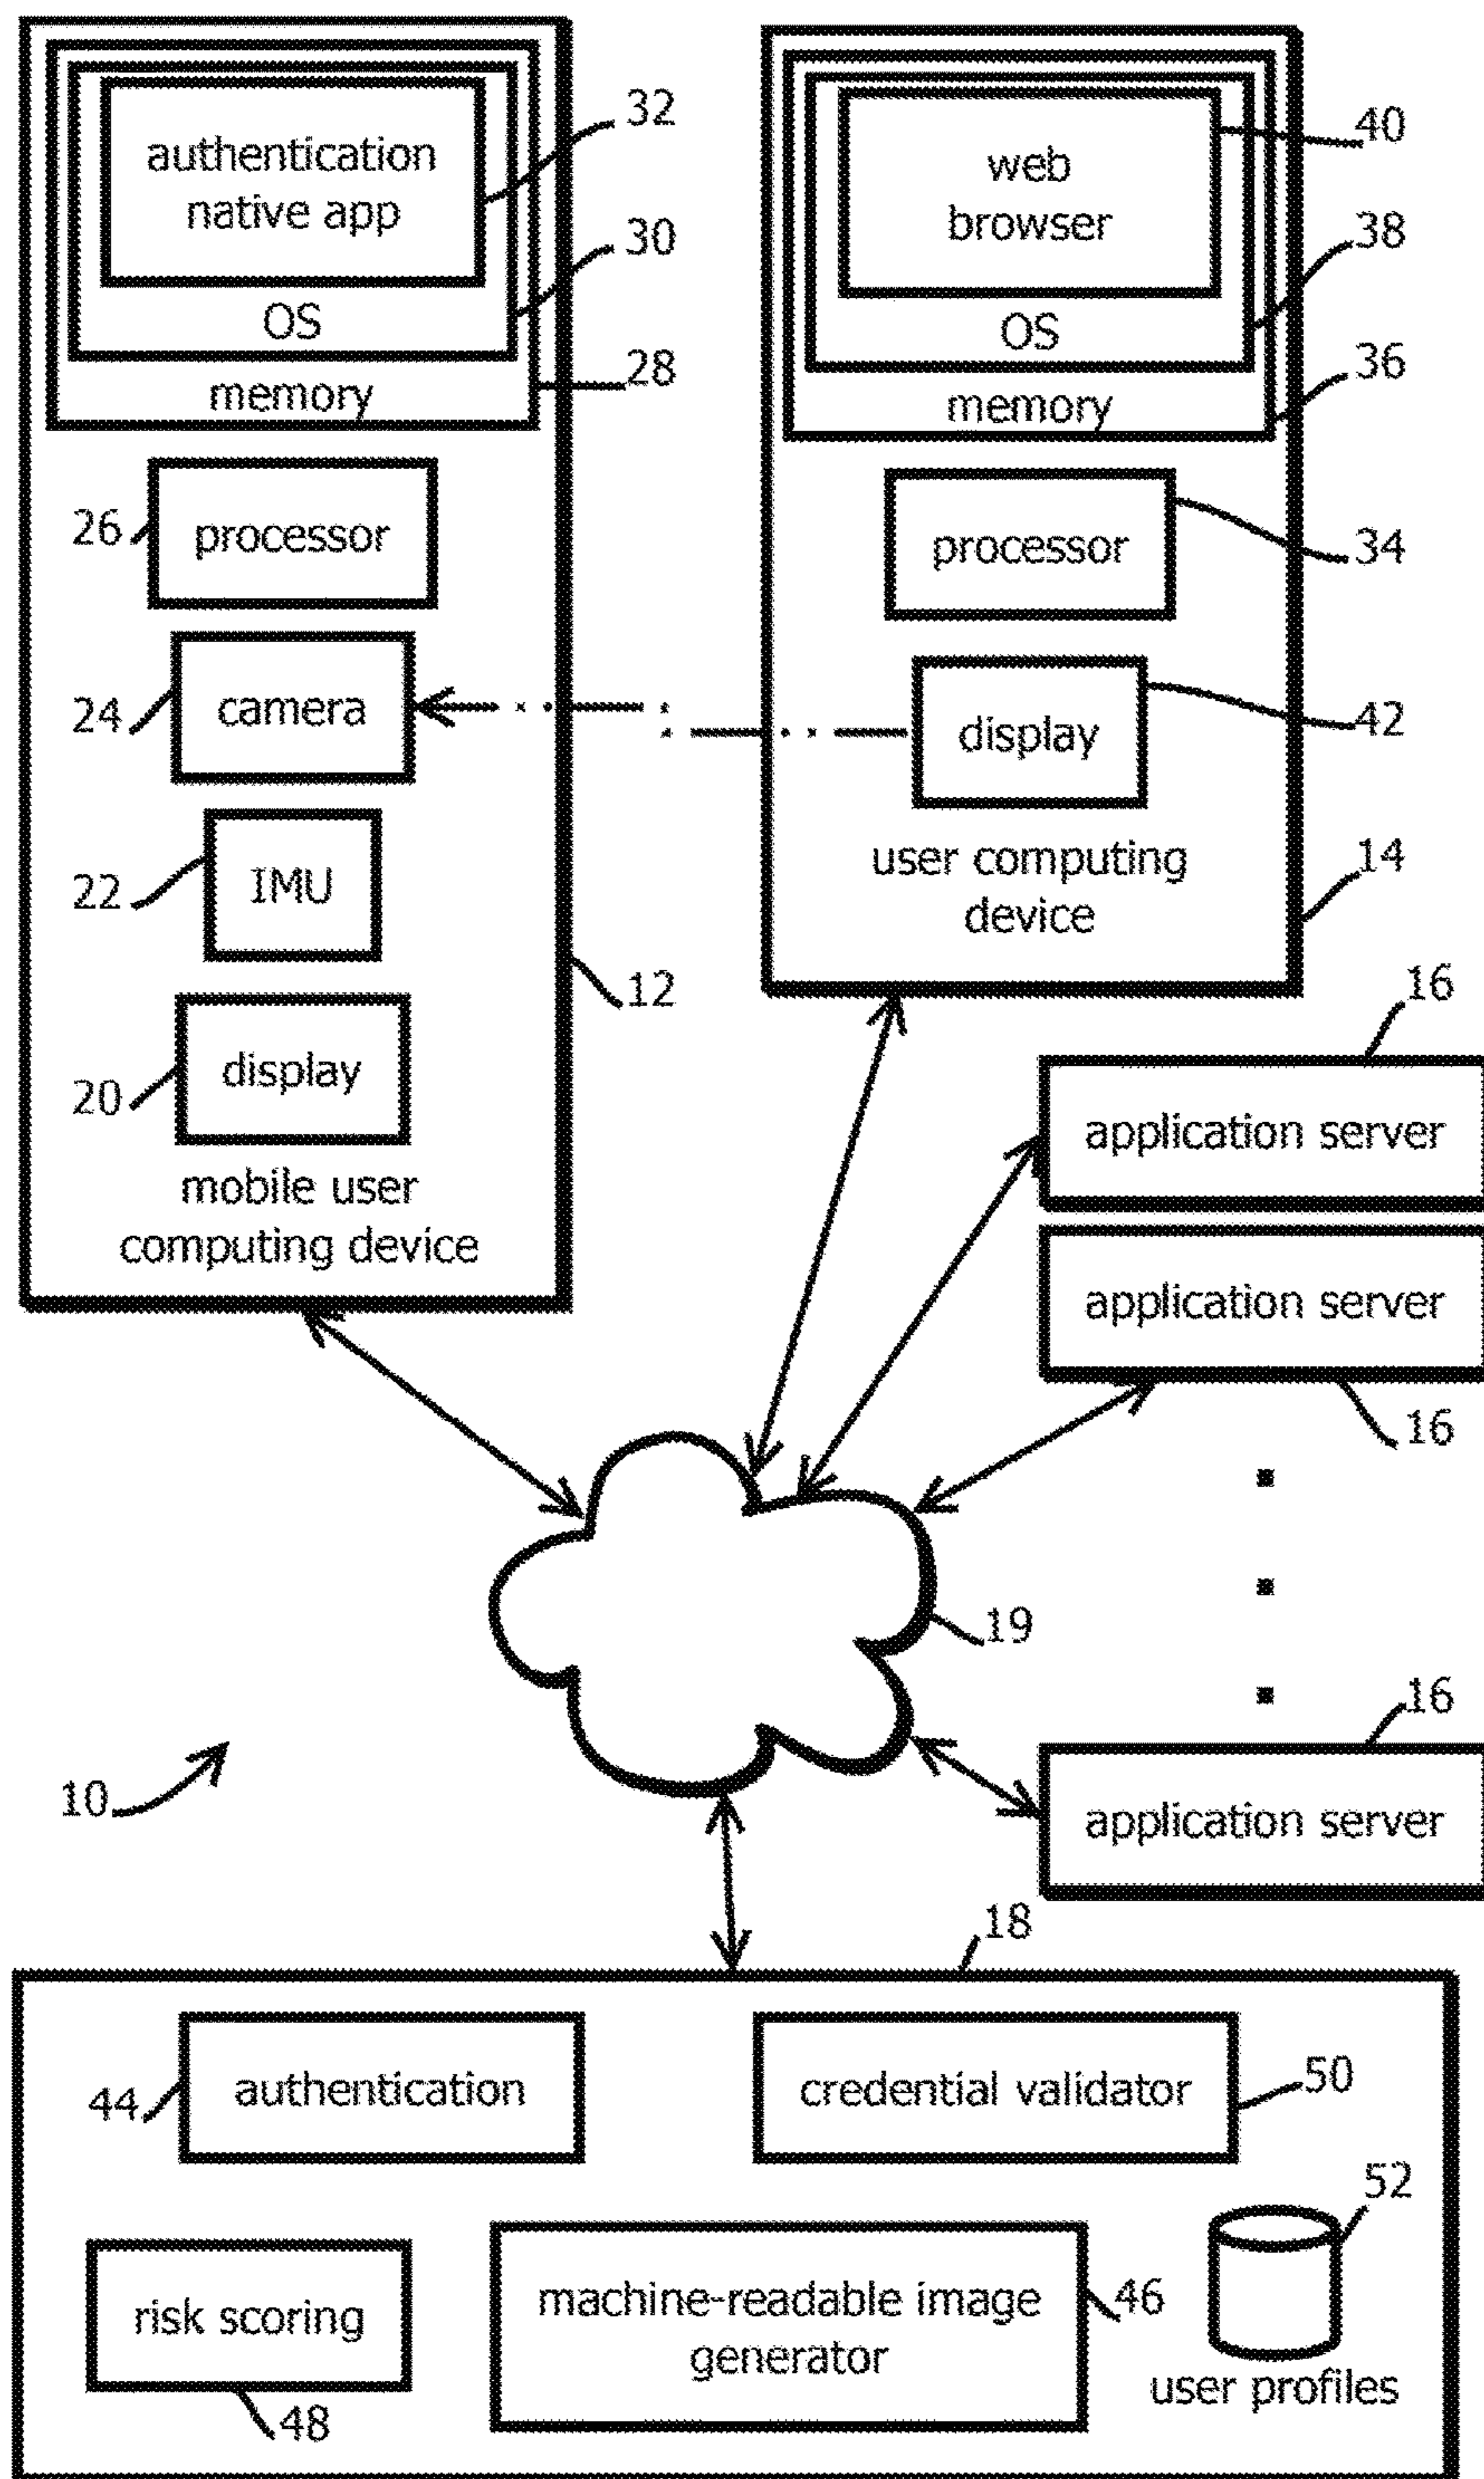 authentication
native app
32
30
OS
28
memory
26
processor
24
camera
22
IMU
12
20
display
mobile user
computing device
web
browser
40
38
OS
36
memory
processor
34
display
42
user computing
device
14
16
application server
application server
16
19
16
application server
10
18
44
authentication
credential validator
50
52
risk scoring
48
machine-readable image
generator
46
user profiles